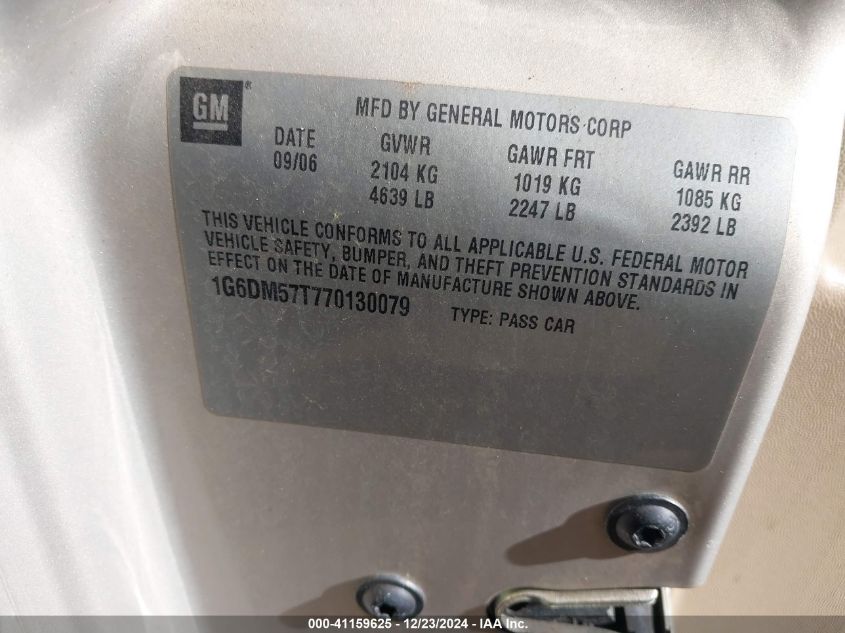 GM®
MFD BY GENERAL MOTORS CORP
DATE GVWR GAWR FRT GAWR RR
09/06 2104 KG 1019 KG 1085 KG
4639 LB 2247 LB 2392 LB
THIS VEHICLE CONFORMS TO ALL APPLICABLE U.S. FEDERAL MOTOR
VEHICLE SAFETY, BUMPER, AND THEFT PREVENTION STANDARDS IN
EFFECT ON THE DATE OF MANUFACTURE SHOWN ABOVE.
1G6DM57T770130079 TYPE: PASS CAR
000-41159625 - 12/23/2024 - IAA Inc.